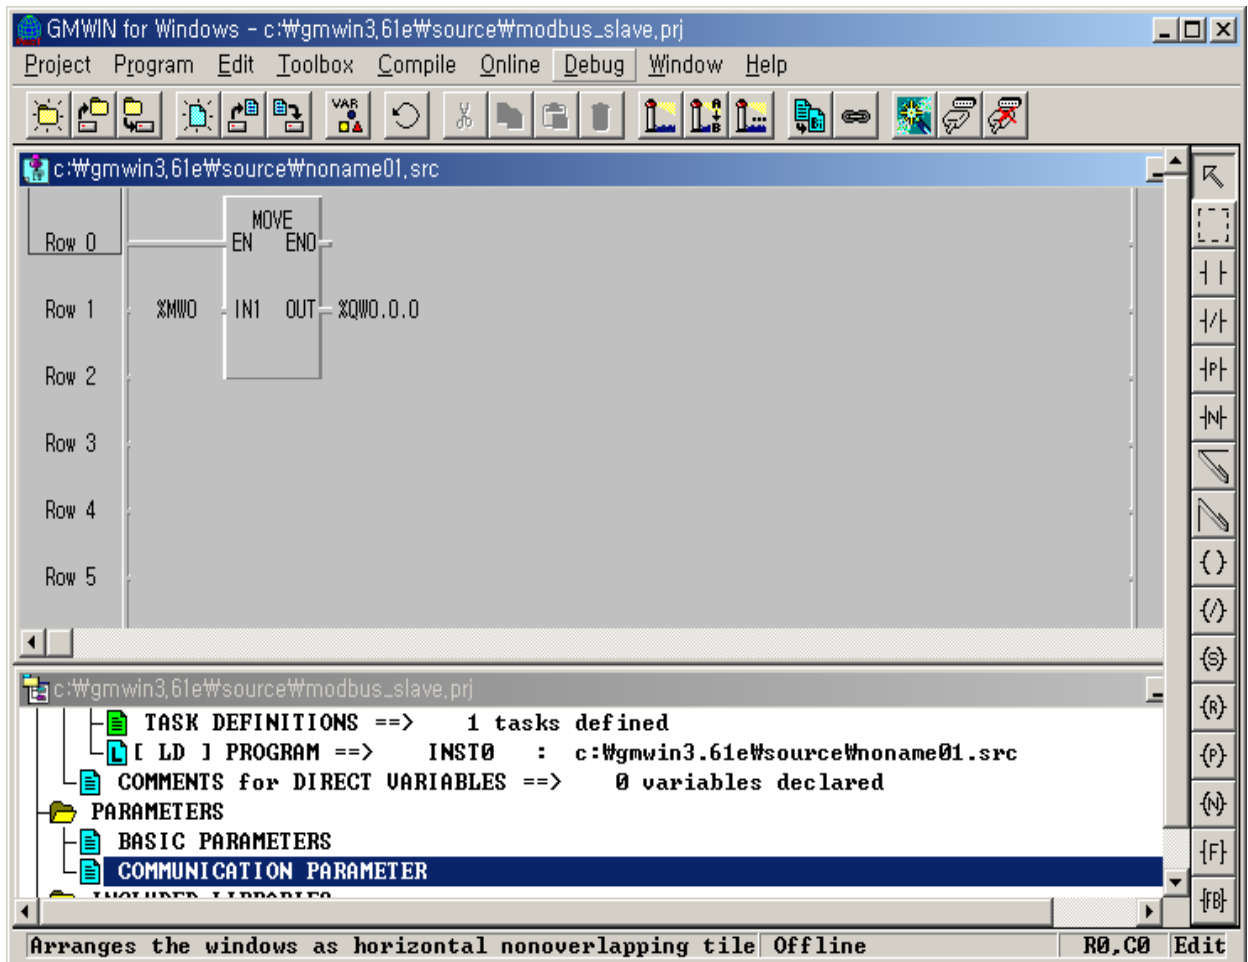 GMWIN for Windows - c:₩gmwin3,61e₩source₩modbus_slave,prj
Project Program Edit Toolbox Compile Online Debug Window Help
VAR
c:₩gmwin3,61e₩source₩noname01,src
MOVE
Row 0 EN ENO
Row 1 %MW0 IN1 OUT %QW0.0.0
Row 2
Row 3
Row 4
Row 5
P
N
S
R
P
N
F
FB
c:₩gmwin3,61e₩source₩modbus_slave,prj
TASK DEFINITIONS ==> 1 tasks defined
L [ LD ] PROGRAM ==> INST0 : c:₩gmwin3.61e₩source₩noname01.src
COMMENTS for DIRECT VARIABLES ==> 0 variables declared
PARAMETERS
BASIC PARAMETERS
COMMUNICATION PARAMETER
INCLUDED LIBRARIES
Arranges the windows as horizontal nonoverlapping tile Offline R0,C0 Edit